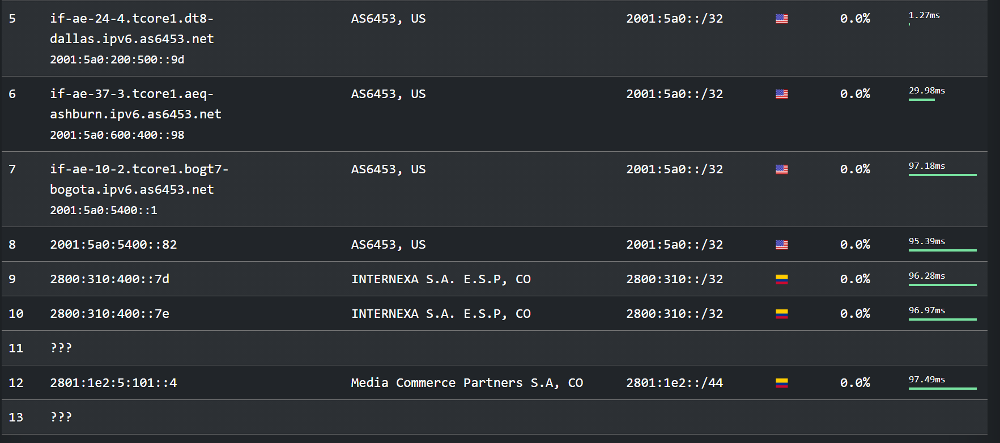 5 if-ae-24-4.tcore1.dt8- AS6453, US 2001:5a0::/32 0.0% 1.27ms
dallas.ipv6.as6453.net
2001:5a0:200:500::9d
6 if-ae-37-3.tcore1.aeq- AS6453, US 2001:5a0::/32 0.0% 29.98ms
ashburn.ipv6.as6453.net
2001:5a0:600:400::98
7 if-ae-10-2.tcore1.bogt7- AS6453, US 2001:5a0::/32 0.0% 97.18ms
bogota.ipv6.as6453.net
2001:5a0:5400::1
8 2001:5a0:5400::82 AS6453, US 2001:5a0::/32 0.0% 95.39ms
9 2800:310:400::7d INTERNEXA S.A. E.S.P, CO 2800:310::/32 0.0% 96.28ms
10 2800:310:400::7e INTERNEXA S.A. E.S.P, CO 2800:310::/32 0.0% 96.97ms
11 ???
12 2801:1e2:5:101::4 Media Commerce Partners S.A, CO 2801:1e2::/44 0.0% 97.49ms
13 ???